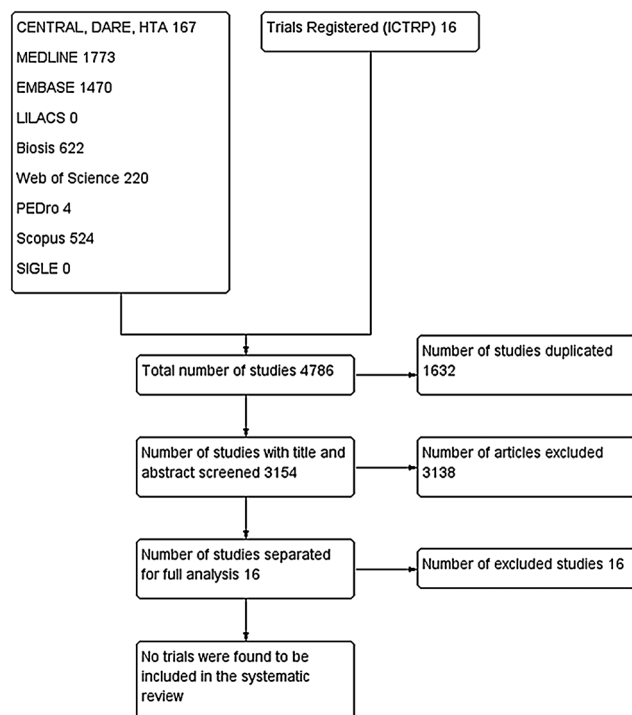 CENTRAL, DARE, HTA 167
MEDLINE 1773
EMBASE 1470
LILACS 0
Biosis 622
Web of Science 220
PEDro 4
Scopus 524
SIGLE 0
Trials Registered (ICTRP) 16
Total number of studies 4786
Number of studies duplicated
1632
Number of studies with title and
abstract screened 3154
Number of articles excluded
3138
Number of studies separated
for full analysis 16
Number of excluded studies 16
No trials were found to be
included in the systematic
review